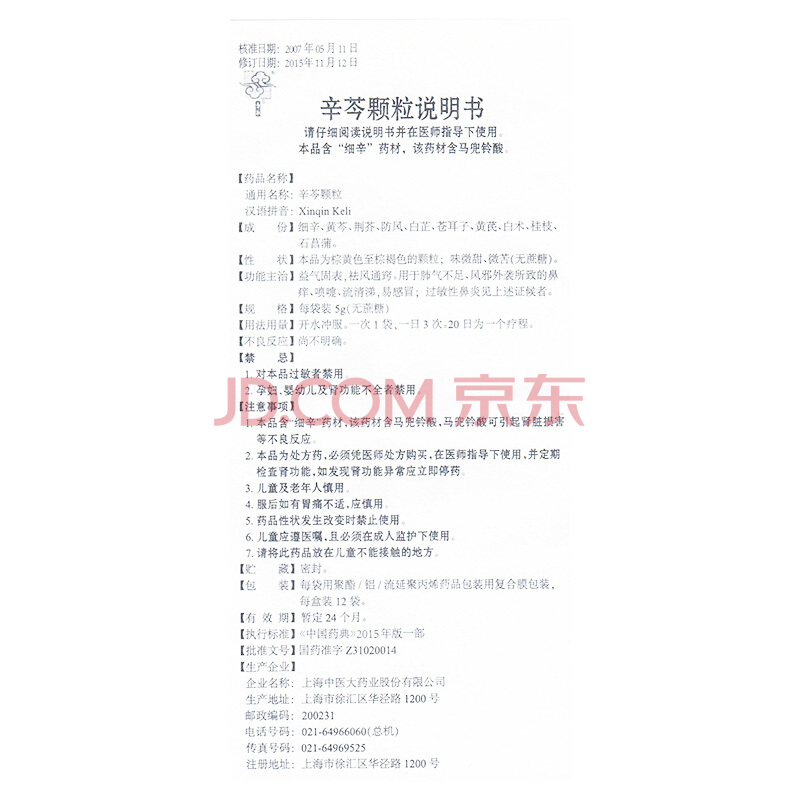 核准日期：2007年05月11日
修订日期：2015年11月12日
辛芩颗粒说明书
请仔细阅读说明书并在医师指导下使用。
本品含“细辛”药材，该药材含马兜铃酸。
【药品名称】
通用名称：辛芩颗粒
汉语拼音：Xinqin Keli
【成　　份】细辛、黄芩、荆芥、防风、白芷、苍耳子、黄芪、白术、桂枝、
石菖蒲。
【性　　状】本品为棕黄色至棕褐色的颗粒；味微甜、微苦(无蔗糖)。
【功能主治】益气固表，祛风通窍。用于肺气不足、风邪外袭所致的鼻
痒、喷嚏、流清涕，易感冒；过敏性鼻炎见上述证候者。
【规　　格】每袋装5g(无蔗糖)
【用法用量】开水冲服。一次1袋，一日3次。20日为一个疗程。
【不良反应】尚不明确。
【禁　　忌】
1. 对本品过敏者禁用。
2. 孕妇、婴幼儿及肾功能不全者禁用。
JD.COM 京东
【注意事项】
1. 本品含“细辛”药材，该药材含马兜铃酸，马兜铃酸可引起肾脏损害
等不良反应。
2. 本品为处方药，必须凭医师处方购买，在医师指导下使用，并定期
检查肾功能，如发现肾功能异常应立即停药。
3. 儿童及老年人慎用。
4. 服后如有胃痛不适，应慎用。
5. 药品性状发生改变时禁止使用。
6. 儿童应遵医嘱，且必须在成人监护下使用。
7. 请将此药品放在儿童不能接触的地方。
【贮　　藏】密封。
【包　　装】每袋用聚酯/铝/流延聚丙烯药品包装用复合膜包装，
每盒装12袋。
【有 效 期】暂定24个月。
【执行标准】《中国药典》2015年版一部
【批准文号】国药准字Z31020014
【生产企业】
企业名称：上海中医大药业股份有限公司
生产地址：上海市徐汇区华泾路1200号
邮政编码：200231
电话号码：021-64966060(总机)
传真号码：021-64969525
注册地址：上海市徐汇区华泾路1200号